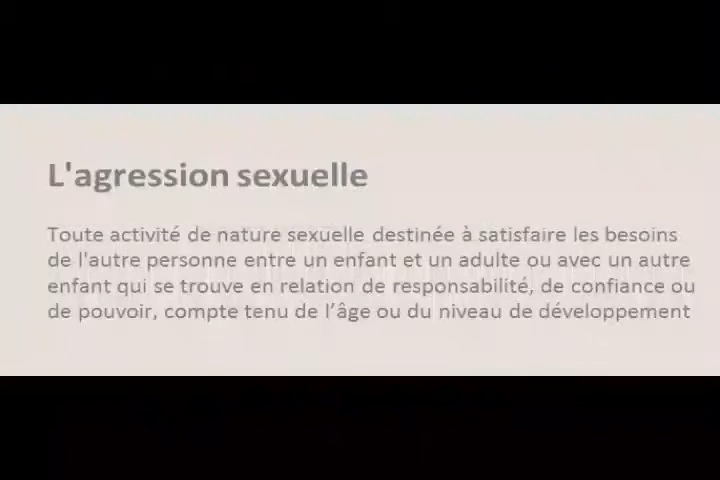 L'agression sexuelle
Toute activité de nature sexuelle destinée à satisfaire les besoins
de l'autre personne entre un enfant et un adulte ou avec un autre
enfant qui se trouve en relation de responsabilité, de confiance ou
de pouvoir, compte tenu de l’âge ou du niveau de développement